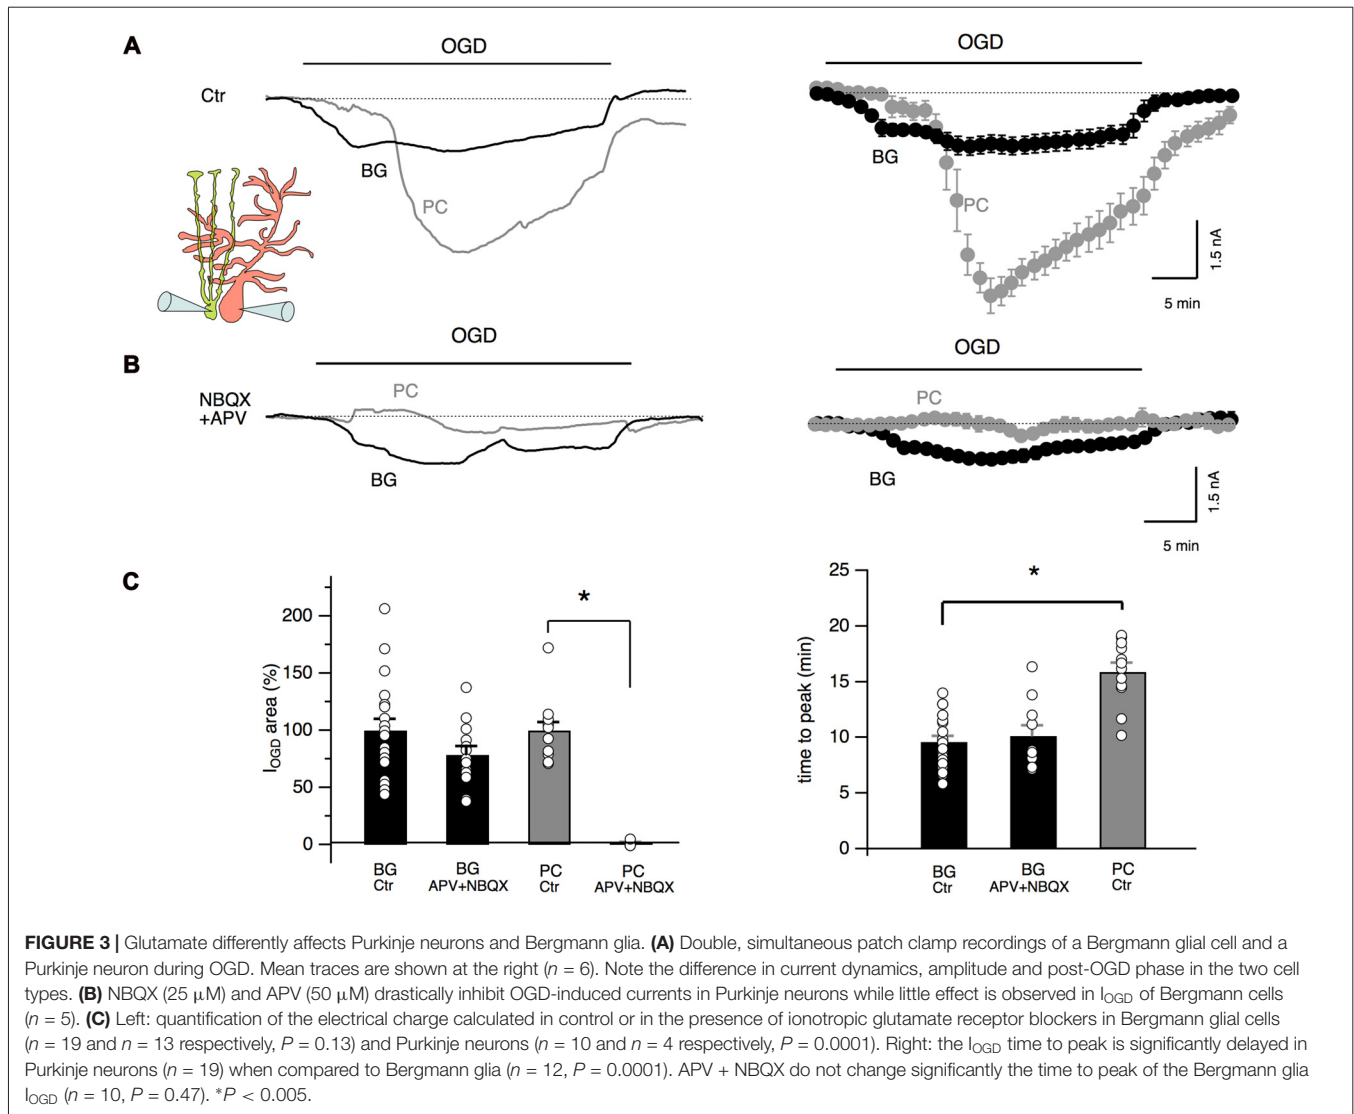 A
OGD
OGD
Ctr
BG
PC
BG
PC
1.5 nA
5 min
B
OGD
OGD
NBQX
+APV
PC
BG
PC
BG
1.5 nA
5 min
C
I_OGD area (%)
200
150
100
50
0
*
BG
Ctr
BG
APV+NBQX
PC
Ctr
PC
APV+NBQX
time to peak (min)
25
20
15
10
5
0
*
BG
Ctr
BG
APV+NBQX
PC
Ctr
FIGURE 3 | Glutamate differently affects Purkinje neurons and Bergmann glia. (A) Double, simultaneous patch clamp recordings of a Bergmann glial cell and a
Purkinje neuron during OGD. Mean traces are shown at the right (n = 6). Note the difference in current dynamics, amplitude and post-OGD phase in the two cell
types. (B) NBQX (25 μM) and APV (50 μM) drastically inhibit OGD-induced currents in Purkinje neurons while little effect is observed in I_OGD of Bergmann cells
(n = 5). (C) Left: quantification of the electrical charge calculated in control or in the presence of ionotropic glutamate receptor blockers in Bergmann glial cells
(n = 19 and n = 13 respectively, P = 0.13) and Purkinje neurons (n = 10 and n = 4 respectively, P = 0.0001). Right: the I_OGD time to peak is significantly delayed in
Purkinje neurons (n = 19) when compared to Bergmann glia (n = 12, P = 0.0001). APV + NBQX do not change significantly the time to peak of the Bergmann glia
I_OGD (n = 10, P = 0.47). *P < 0.005.